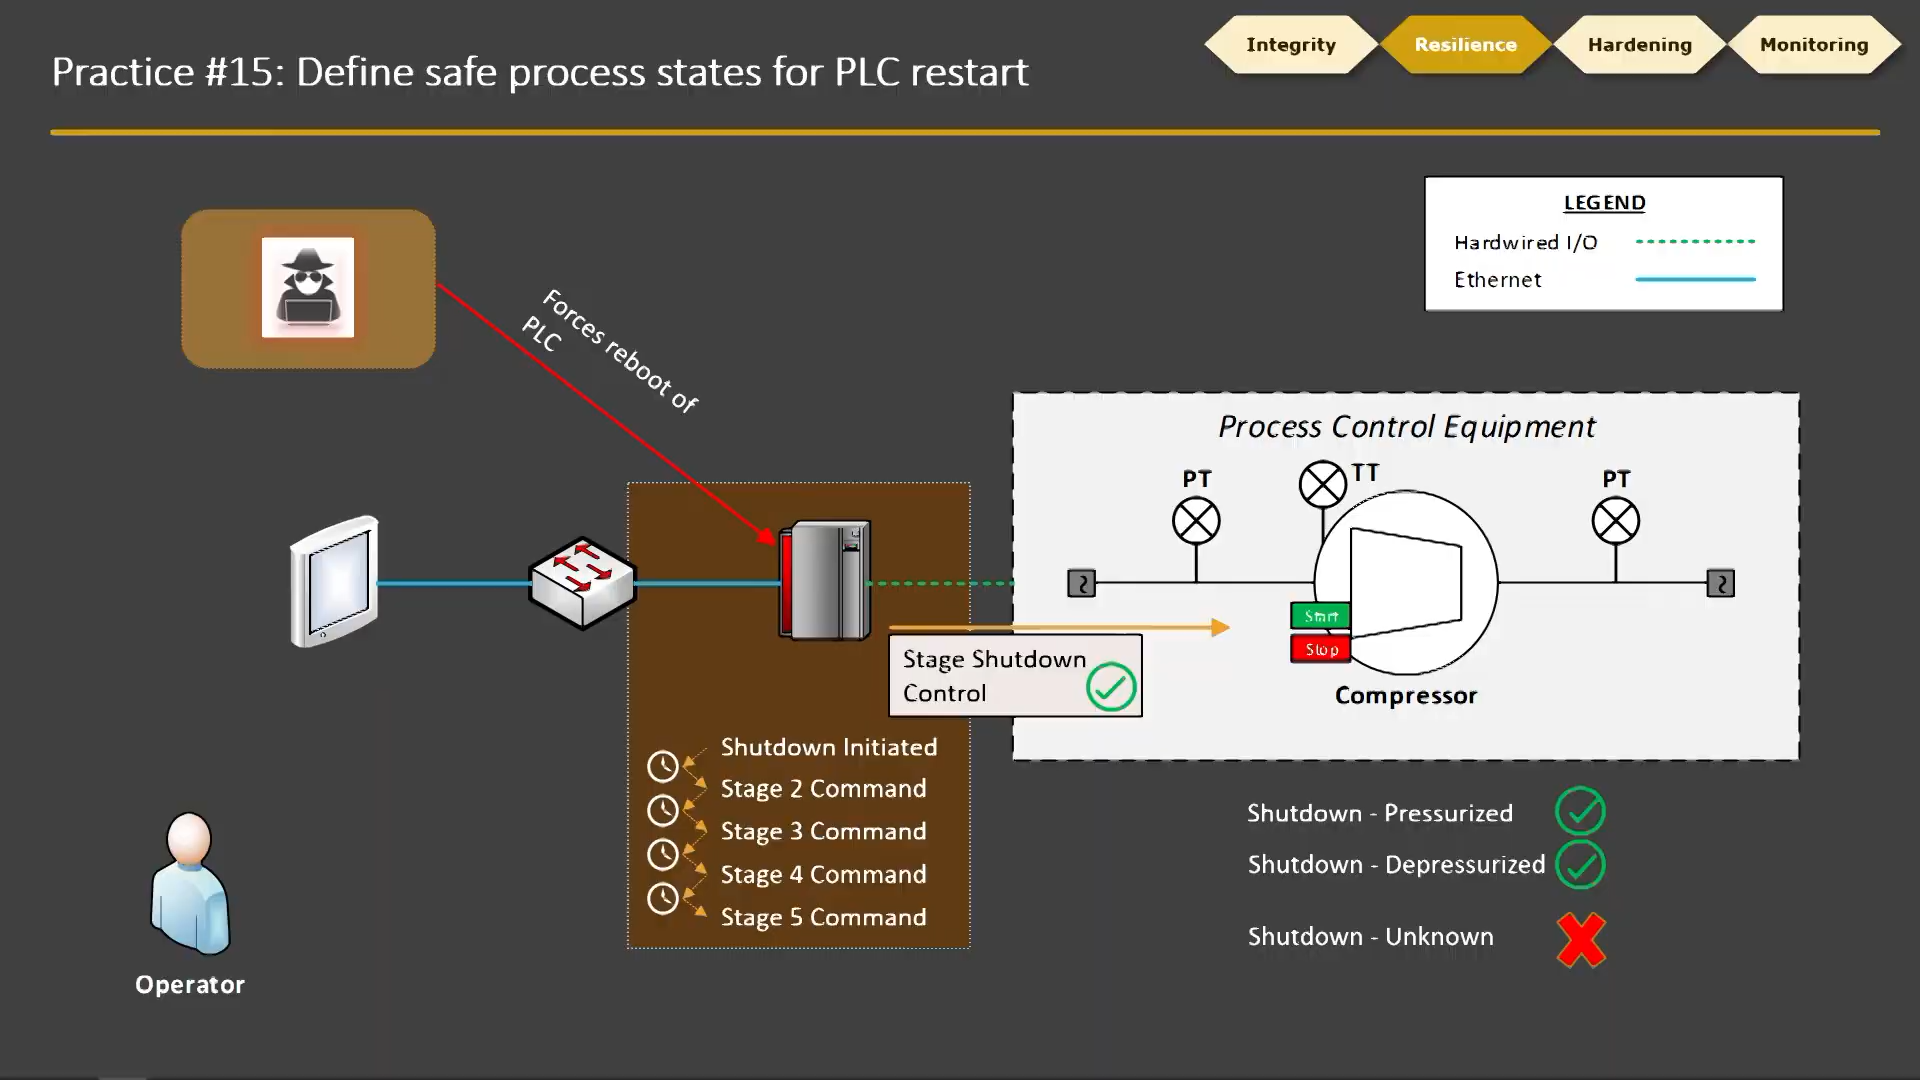 Practice #15: Define safe process states for PLC restart
Integrity
Resilience
Hardening
Monitoring
LEGEND
Hardwired I/O
Ethernet
Forces reboot of
PLC
Process Control Equipment
PT
TT
PT
Start
Stop
Compressor
Stage Shutdown
Control
Shutdown Initiated
Stage 2 Command
Stage 3 Command
Stage 4 Command
Stage 5 Command
Shutdown - Pressurized
Shutdown - Depressurized
Shutdown - Unknown
Operator